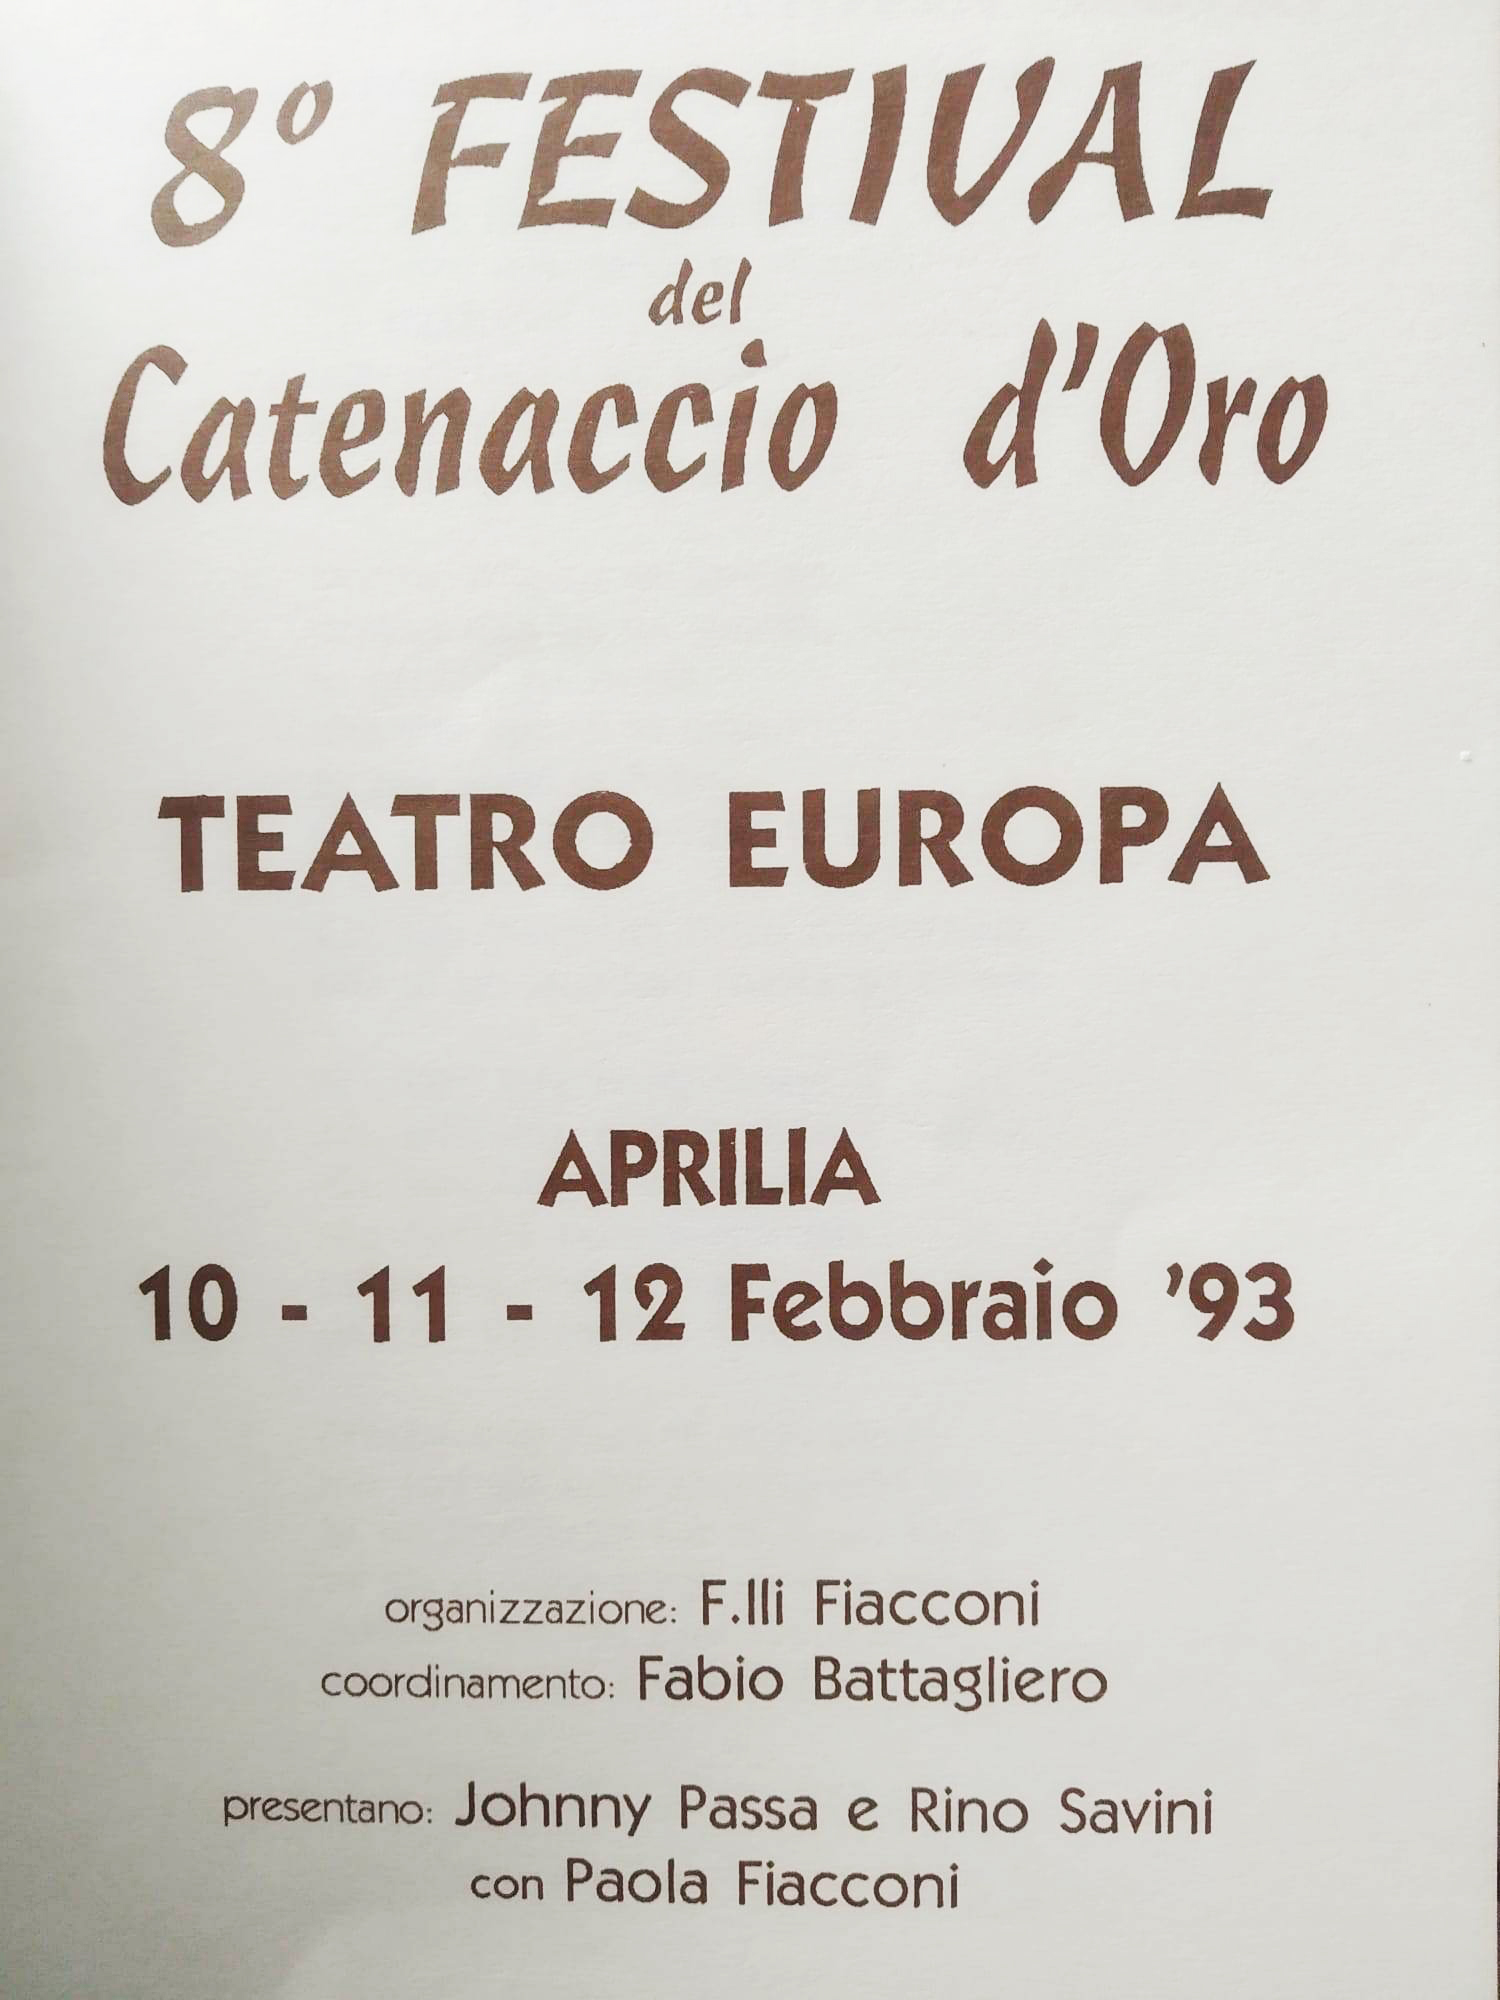 8° FESTIVAL
del
Catenaccio d'Oro
TEATRO EUROPA
APRILIA
10 - 11 - 12 Febbraio '93
organizzazione: F.lli Fiacconi
coordinamento: Fabio Battagliero
presentano: Johnny Passa e Rino Savini
con Paola Fiacconi